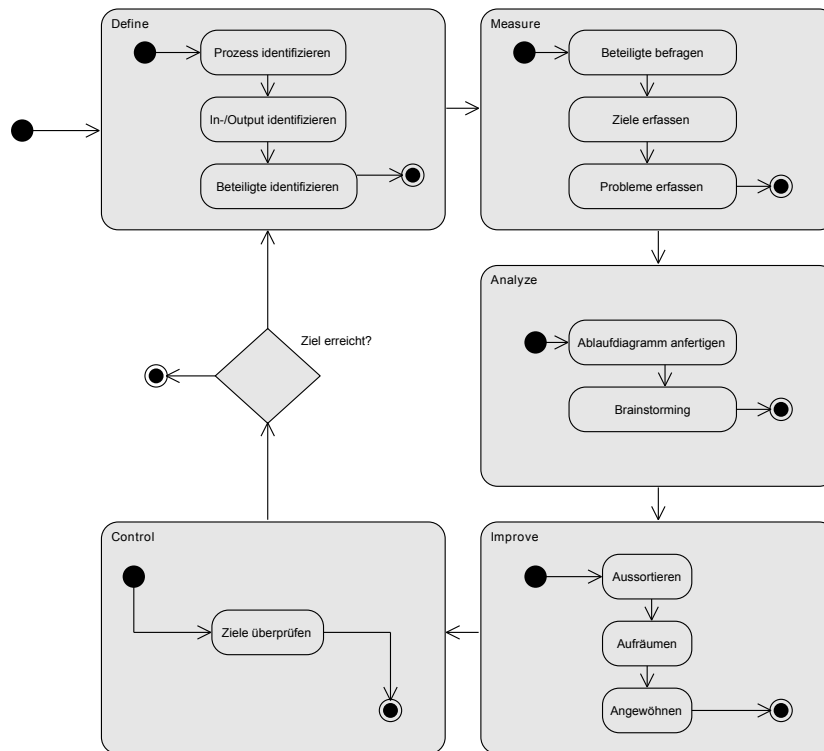 Define
Prozess identifizieren
In-/Output identifizieren
Beteiligte identifizieren
Measure
Beteiligte befragen
Ziele erfassen
Probleme erfassen
Analyze
Ablaufdiagramm anfertigen
Brainstorming
Ziel erreicht?
Control
Ziele überprüfen
Improve
Aussortieren
Aufräumen
Angewöhnen